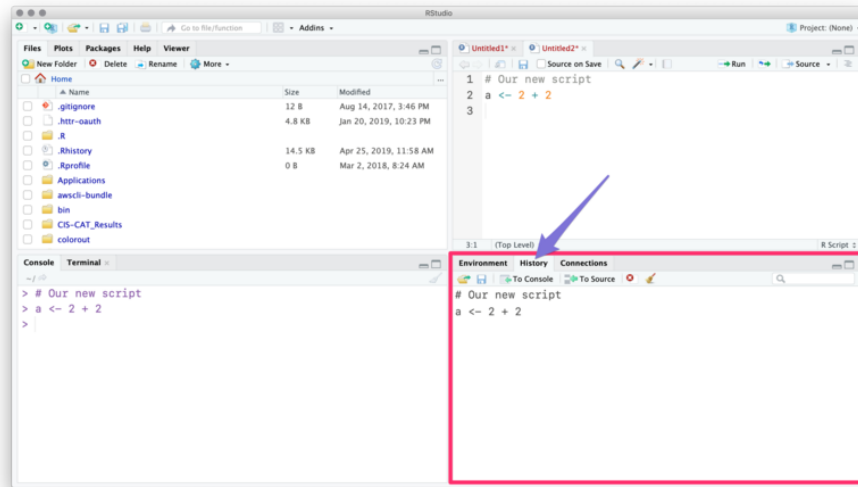 RStudio
Go to file/function
Addins
Project: (None)
Files Plots Packages Help Viewer
New Folder Delete Rename More
Home
Name Size Modified
.gitignore 12 B Aug 14, 2017, 3:46 PM
.httr-oauth 4.8 KB Jan 20, 2019, 10:23 PM
.R
.Rhistory 14.5 KB Apr 25, 2019, 11:58 AM
.Rprofile 0 B Mar 2, 2018, 8:24 AM
Applications
awscli-bundle
bin
CIS-CAT_Results
colorout
Untitled1* Untitled2*
Source on Save Run Source
1 # Our new script
2 a <- 2 + 2
3
3:1 (Top Level) R Script
Console Terminal
~/
> # Our new script
> a <- 2 + 2
>
Environment History Connections
To Console To Source
# Our new script
a <- 2 + 2